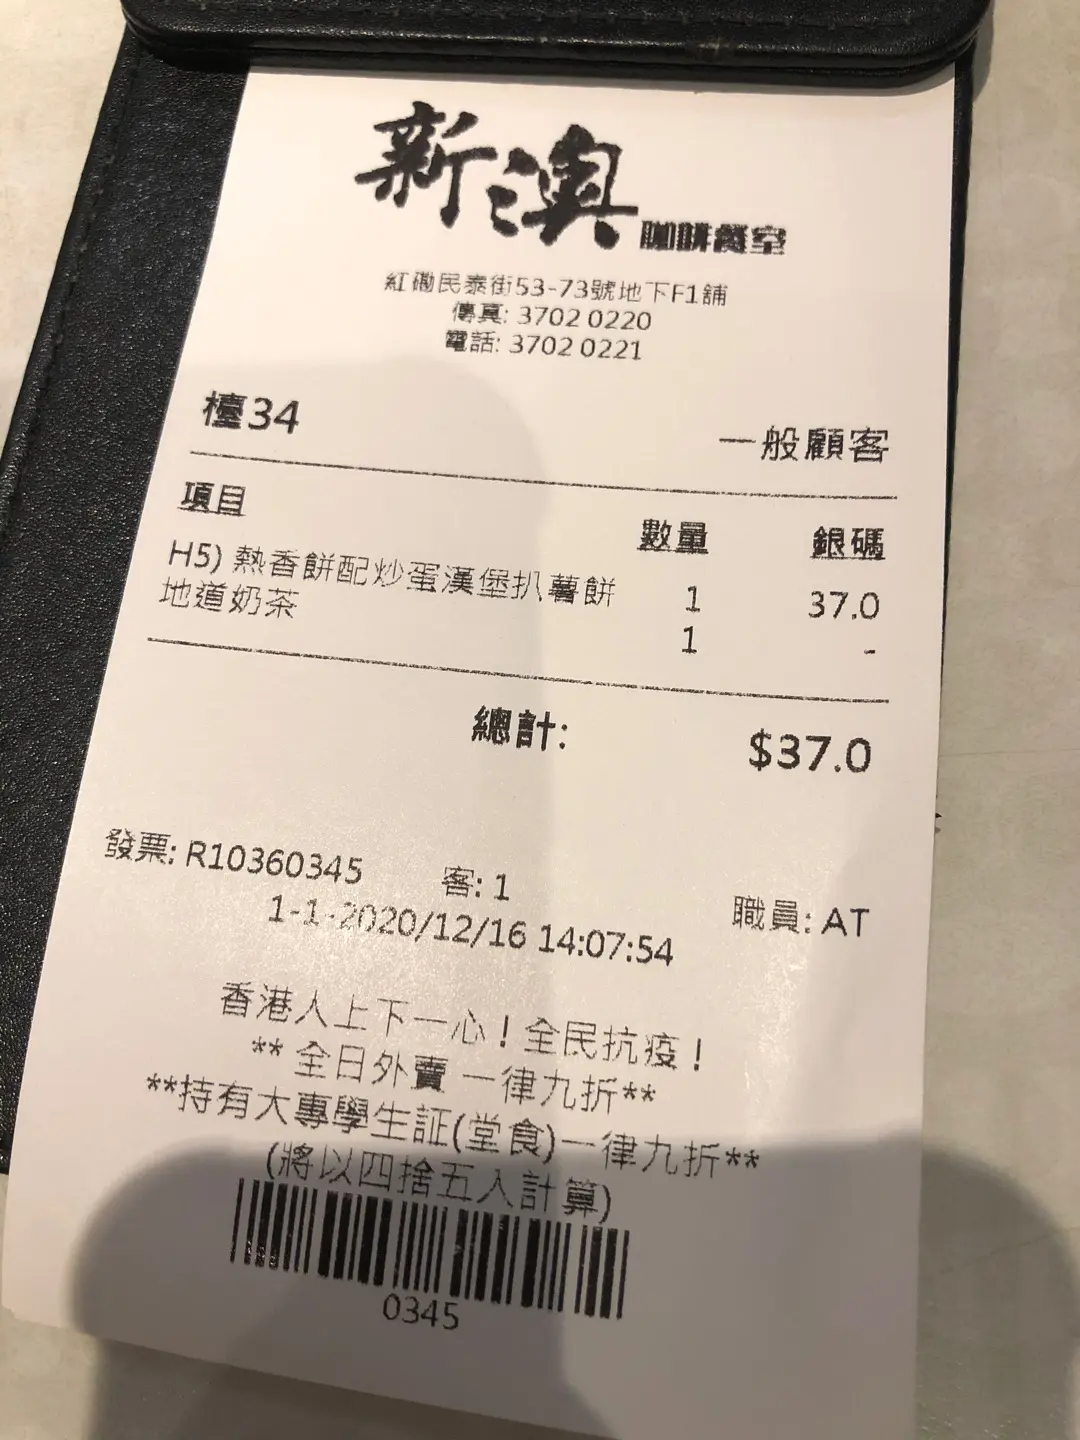 新澳
咖啡餐室
紅磡民泰街53-73號地下F1舖
傳真: 3702 0220
電話: 3702 0221
檯34
一般顧客
項目 數量 銀碼
H5) 熱香餅配炒蛋漢堡扒薯餅 1 37.0
地道奶茶 1 -
總計: $37.0
發票: R10360345 客: 1 職員: AT
1-1-2020/12/16 14:07:54
香港人上下一心！全民抗疫！
** 全日外賣 一律九折**
**持有大專學生証(堂食)一律九折**
(將以四捨五入計算)
0345